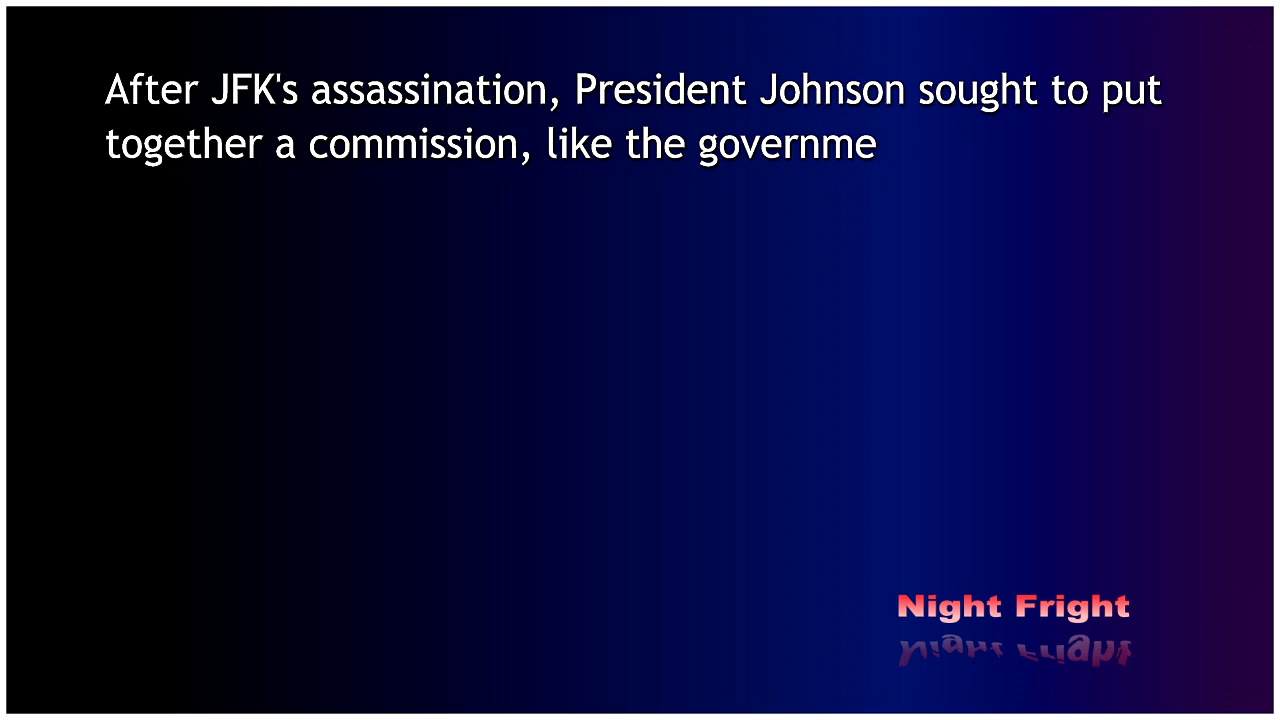 After JFK's assassination, President Johnson sought to put
together a commission, like the governme
Night Fright